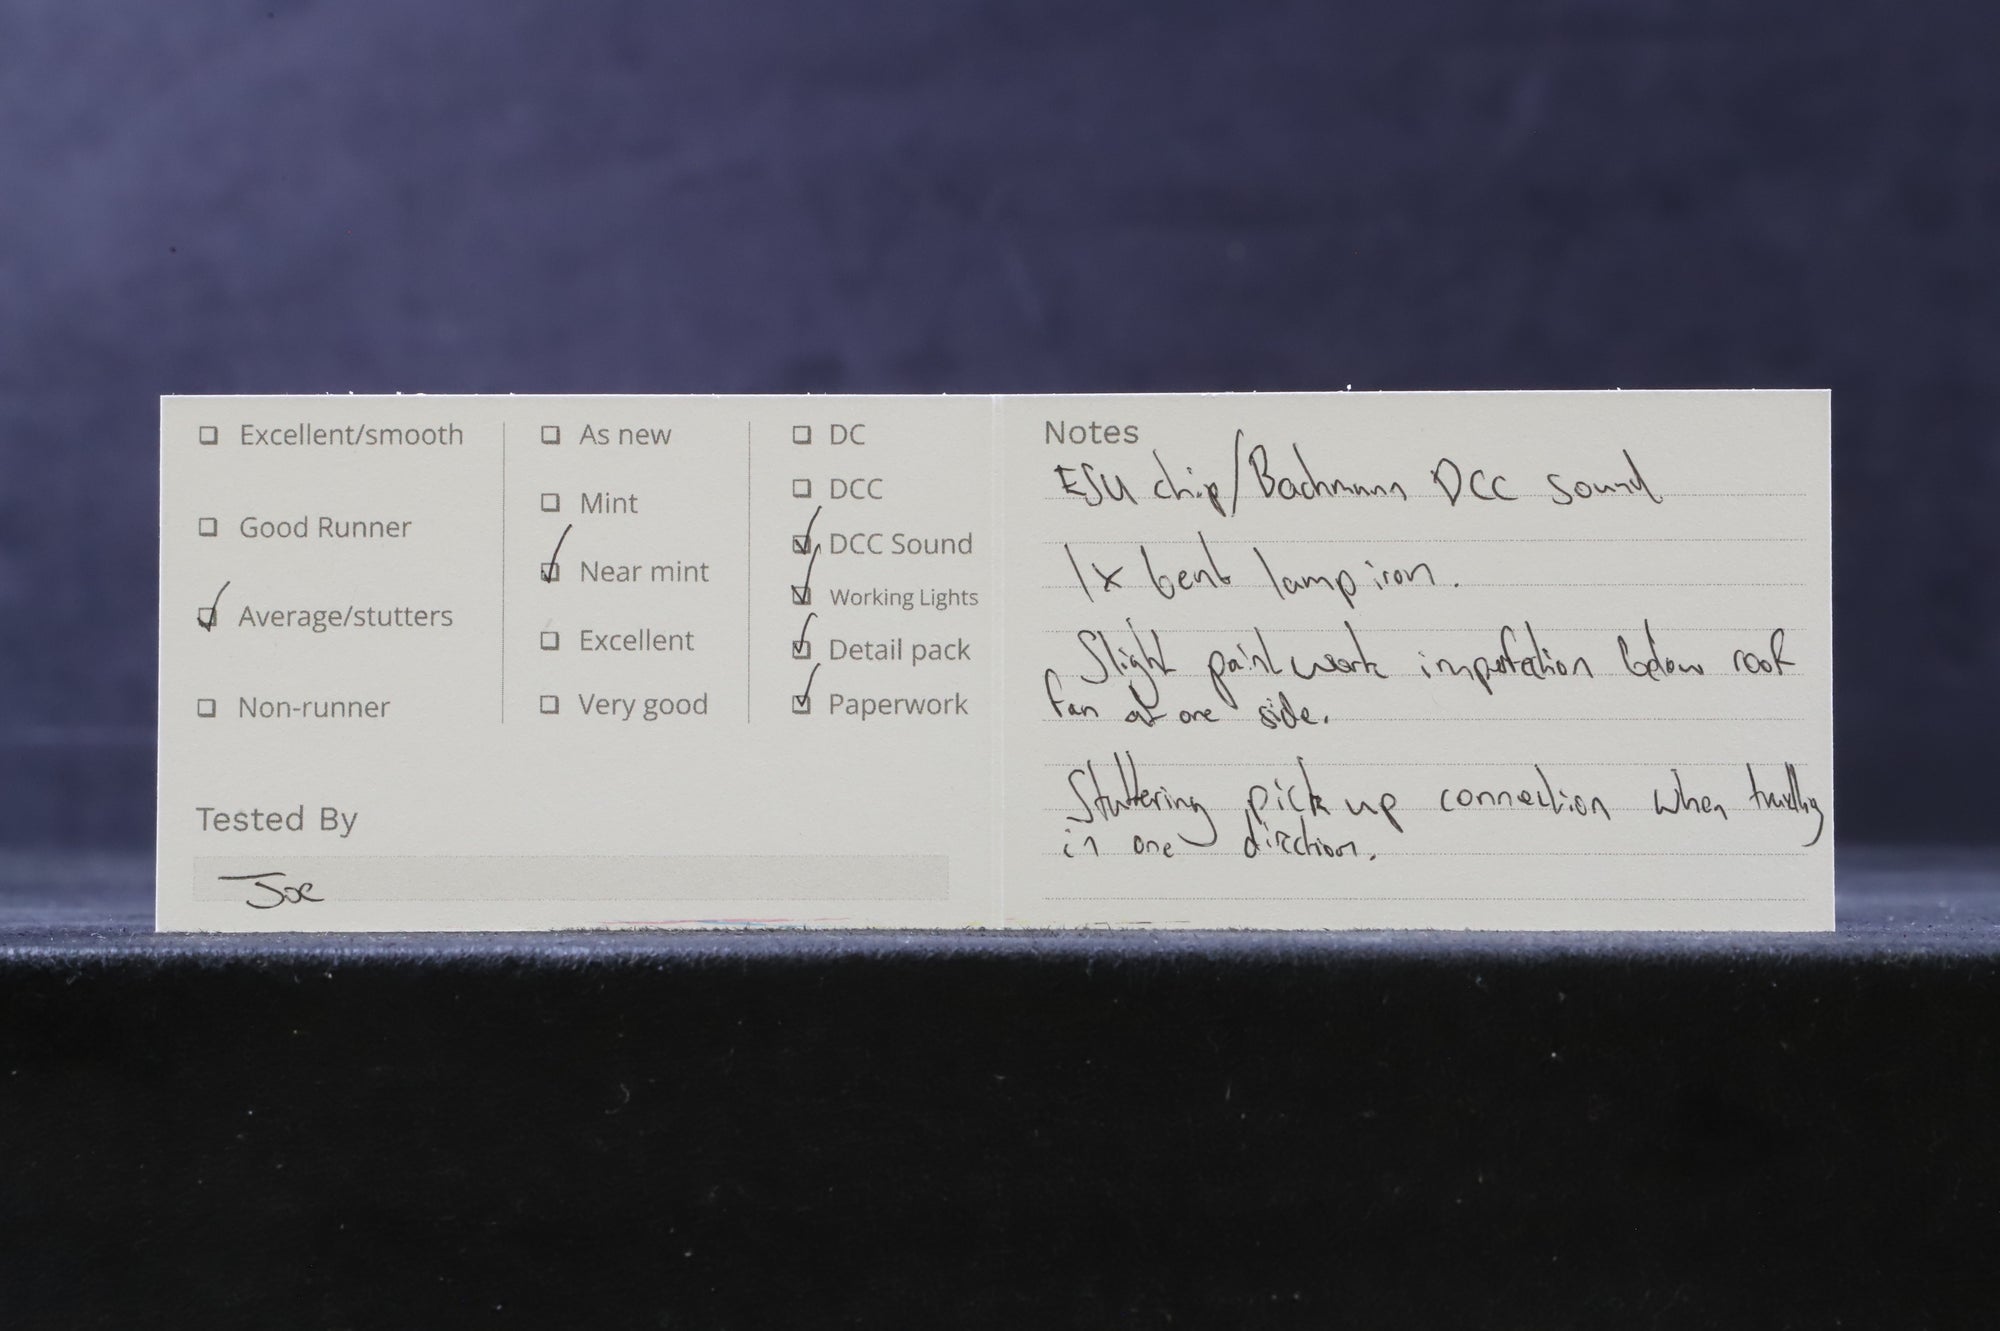 Excellent/smooth
Good Runner
Average/stutters
Non-runner
As new
Mint
Near mint
Excellent
Very good
DC
DCC
DCC Sound
Working Lights
Detail pack
Paperwork
Tested By
Joe
Notes
ESU chip/Bachmann DCC sound
1x bent lamp iron.
Slight paintwork imperfection below roof
fan at one side.
Stuttering pick up connection when travelling
in one direction.